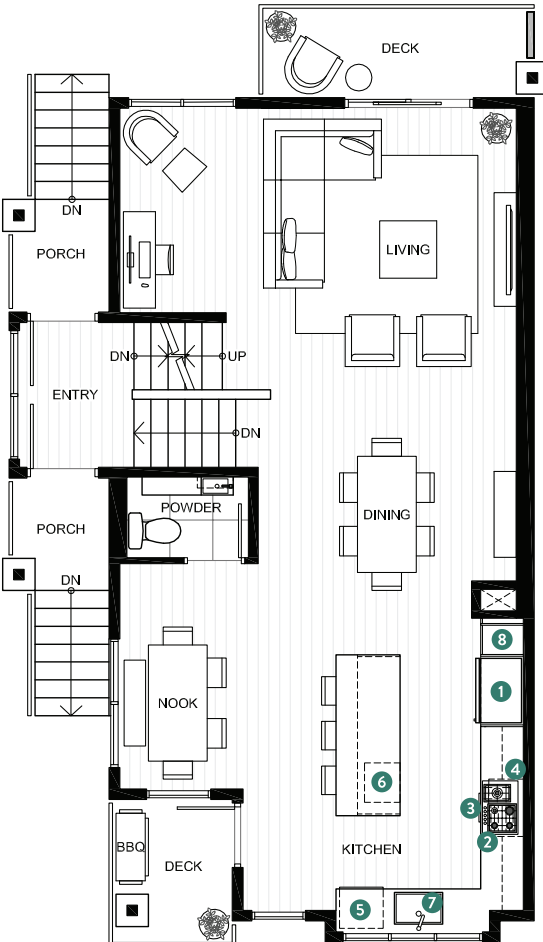 DECK
DN
PORCH
LIVING
DN
UP
ENTRY
DN
POWDER
DINING
PORCH
DN
8
1
NOOK
4
6
3
2
KITCHEN
BBQ
DECK
5
7